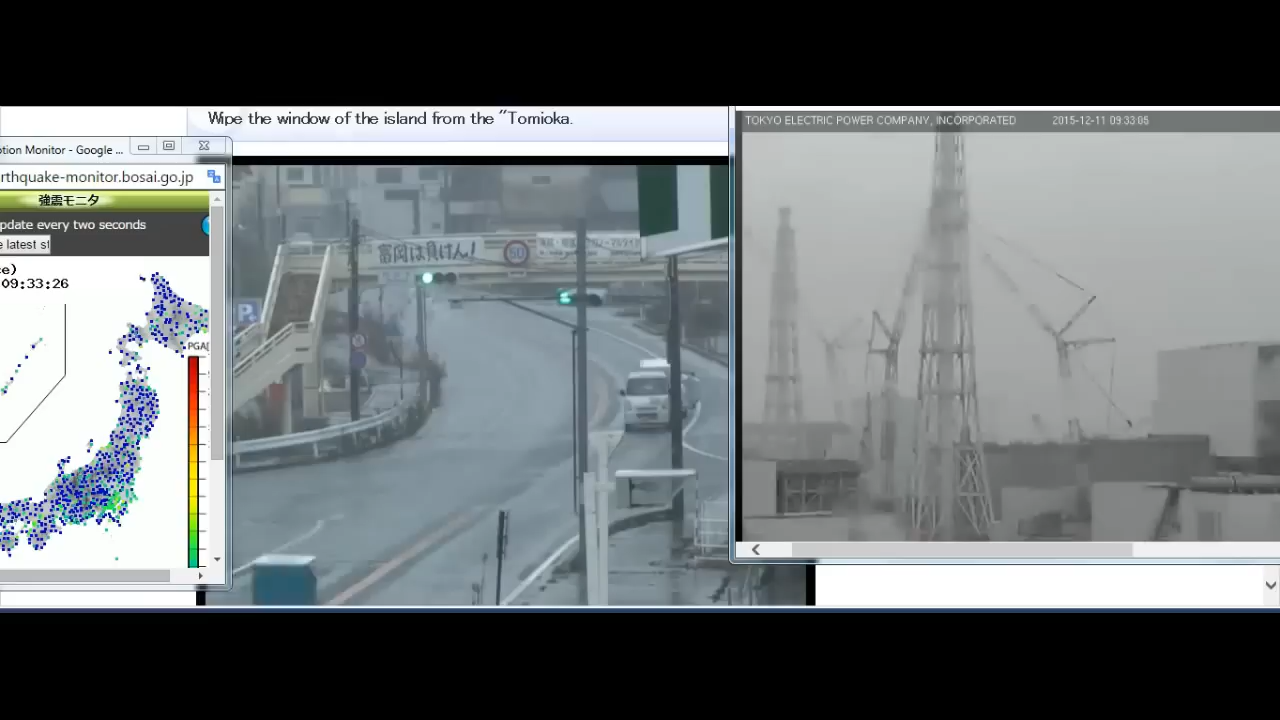 Wipe the window of the island from the "Tomioka.
otion Monitor - Google ...
rthquake-monitor.bosai.go.jp
強震モニタ
pdate every two seconds
e latest st
ce)
09:33:26
PGA[
富岡は負けん!
50
P
TOKYO ELECTRIC POWER COMPANY, INCORPORATED 2015-12-11 09:33:05